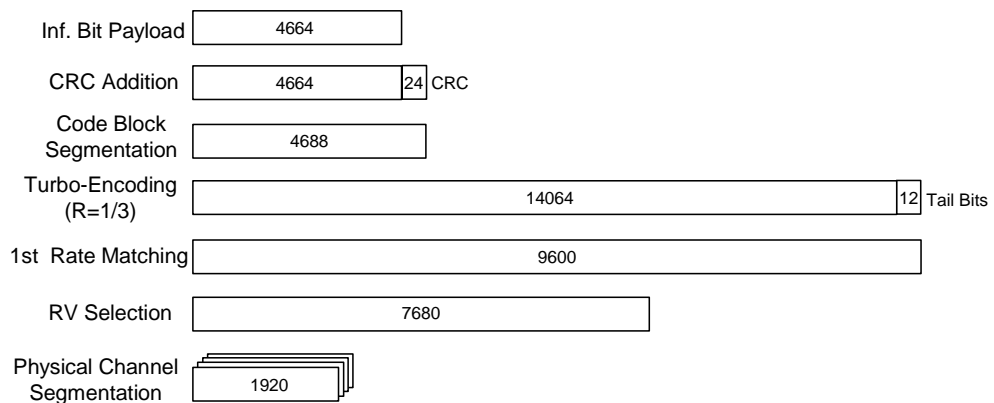 Inf. Bit Payload
4664
CRC Addition
4664
24
CRC
Code Block
Segmentation
4688
Turbo-Encoding
(R=1/3)
14064
12
Tail Bits
1st Rate Matching
9600
RV Selection
7680
Physical Channel
Segmentation
1920